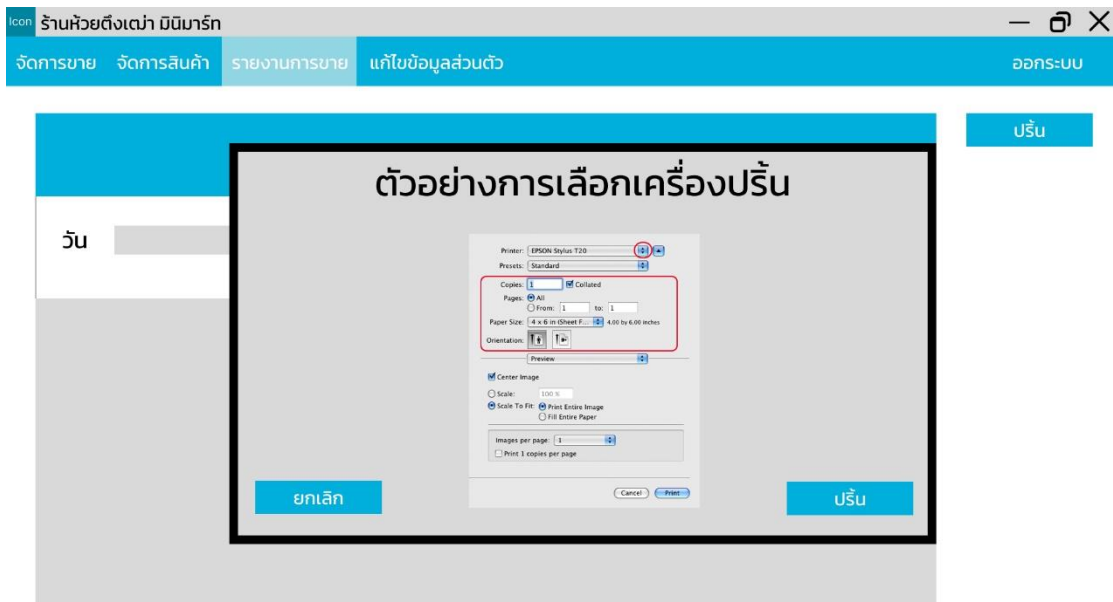 Icon ร้านห้วยตึงเฒ่า มินิมาร์ท
จัดการขาย จัดการสินค้า รายงานการขาย แก้ไขข้อมูลส่วนตัว ออกระบบ
ปริ้น
ตัวอย่างการเลือกเครื่องปริ้น
วัน
Printer: EPSON Stylus T20
Presets: Standard
Copies: 1 Collated
Pages: All
From: 1 to: 1
Paper Size: 4 x 6 in (Sheet F... 4.00 by 6.00 inches
Orientation:
Preview
Center Image
Scale: 100 %
Scale To Fit: Print Entire Image
Fill Entire Paper
Images per page: 1
Print 1 copies per page
Cancel Print
ยกเลิก ปริ้น